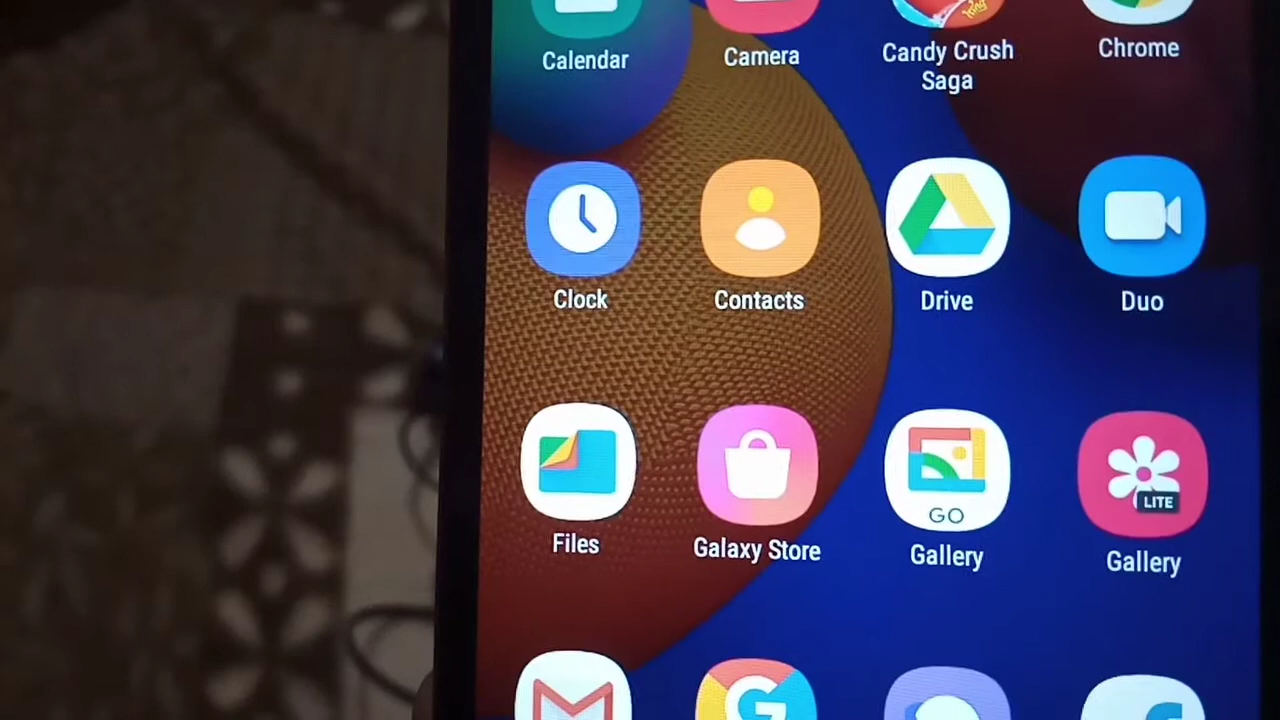 Calendar
Camera
Candy Crush
Saga
Chrome
Clock
Contacts
Drive
Duo
Files
Galaxy Store
GO
Gallery
LITE
Gallery